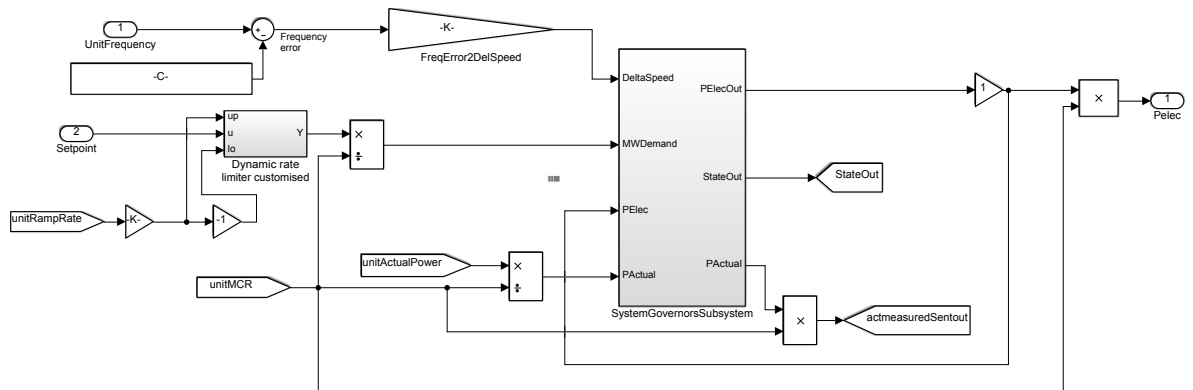 1
UnitFrequency
+
−
Frequency
error
-K-
FreqError2DelSpeed
-C-
DeltaSpeed
PElecOut
1
×
1
Pelec
up
u
lo
Y
2
Setpoint
Dynamic rate
limiter customised
×
÷
MWDemand
StateOut
StateOut
unitRampRate
-K-
-1
PElec
unitActualPower
×
÷
PActual
PActual
unitMCR
SystemGovernorsSubsystem
×
actmeasuredSentout